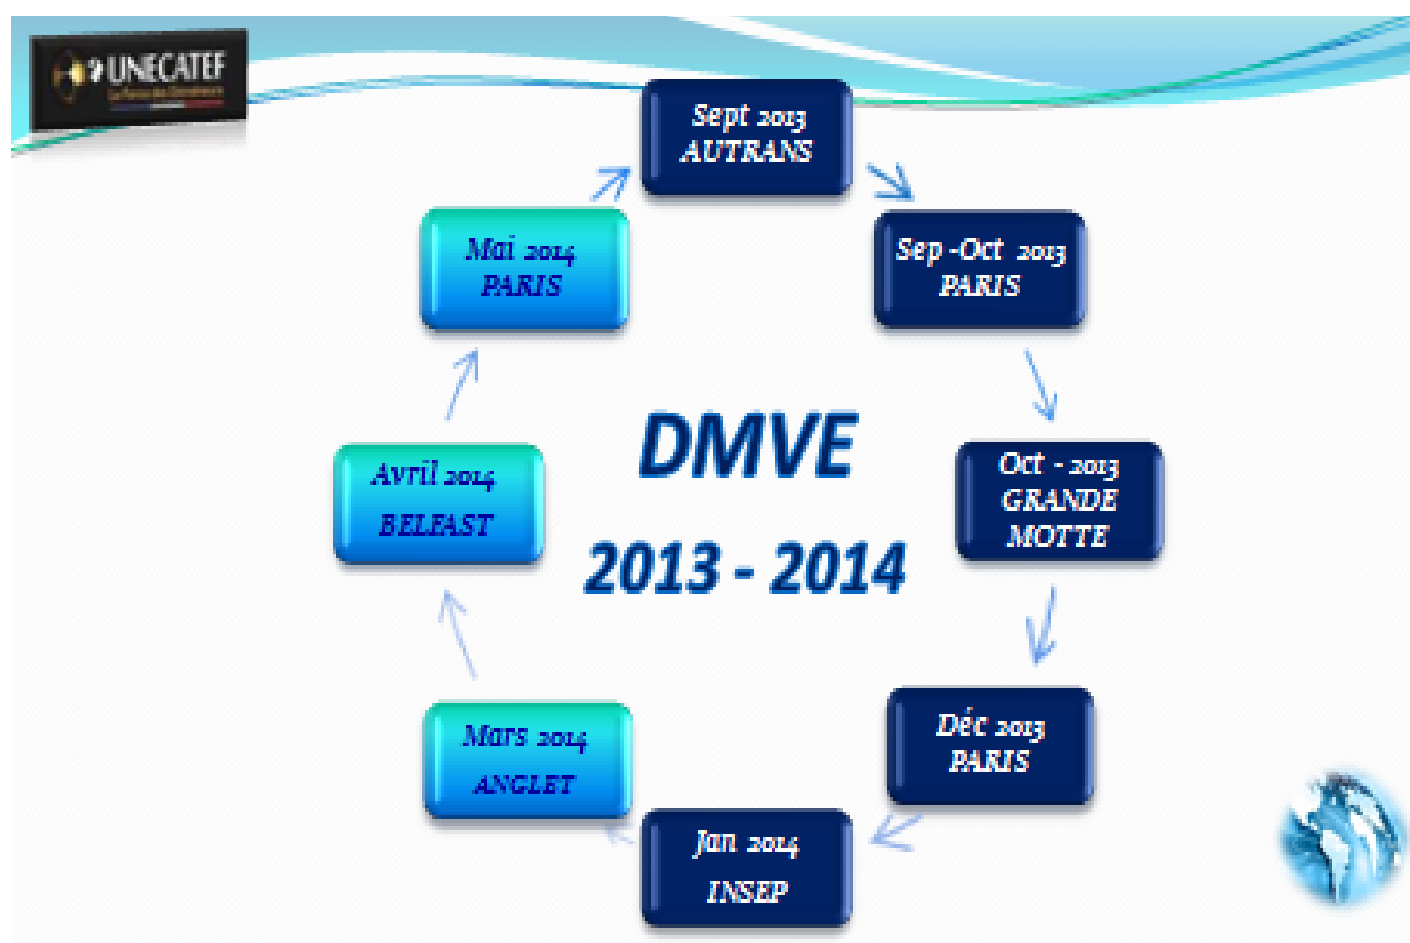 UNECATEF
Sept 2013
AUTRANS
Sep -Oct 2013
PARIS
Oct - 2013
GRANDE
MOTTE
Déc 2013
PARIS
Jan 2014
INSEP
Mars 2014
ANGLET
Avril 2014
BELFAST
Mai 2014
PARIS
DMVE
2013 - 2014